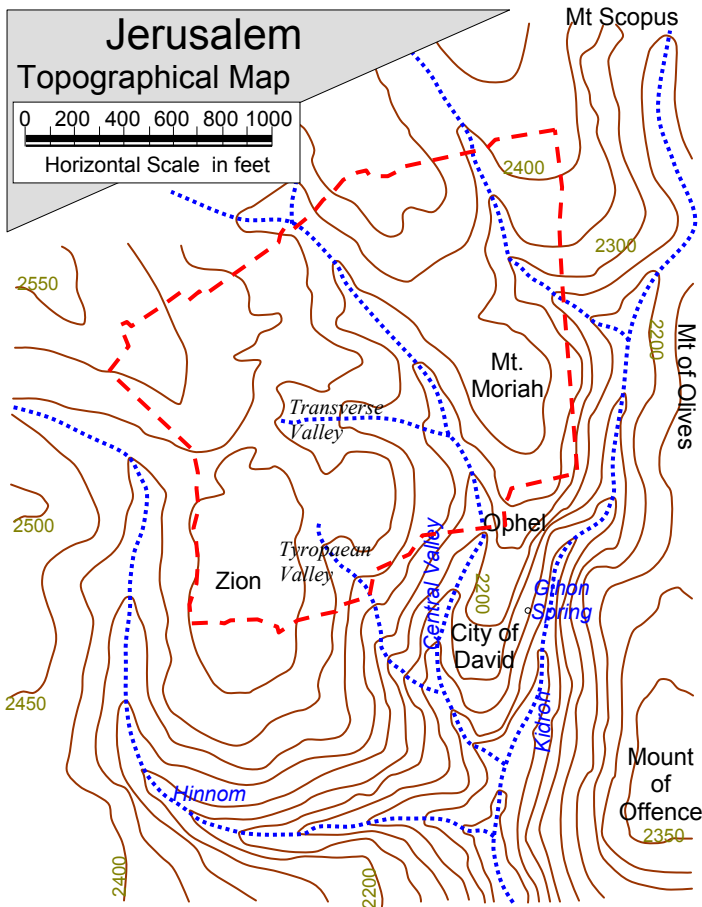 Jerusalem
Topographical Map
0 200 400 600 800 1000
Horizontal Scale in feet
Mt Scopus
2400
2300
2550
2200
Mt of Olives
Mt.
Moriah
Transverse
Valley
2500
Ophel
Tyropaean
Valley
Zion
Central Valley
2200
Gihon
Spring
City of
David
Kidron
2450
Hinnom
Mount
of
Offence
2350
2400
2200